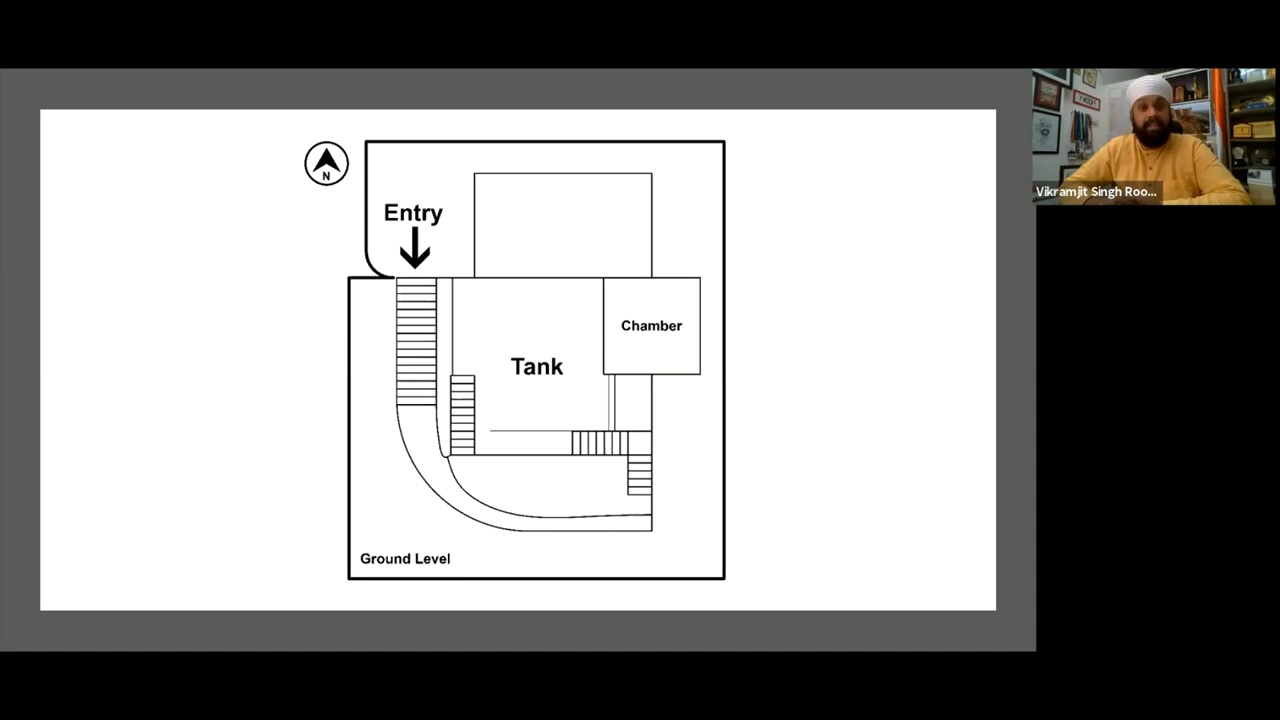 N
Entry
Chamber
Tank
Ground Level
Vikramjit Singh Roo...